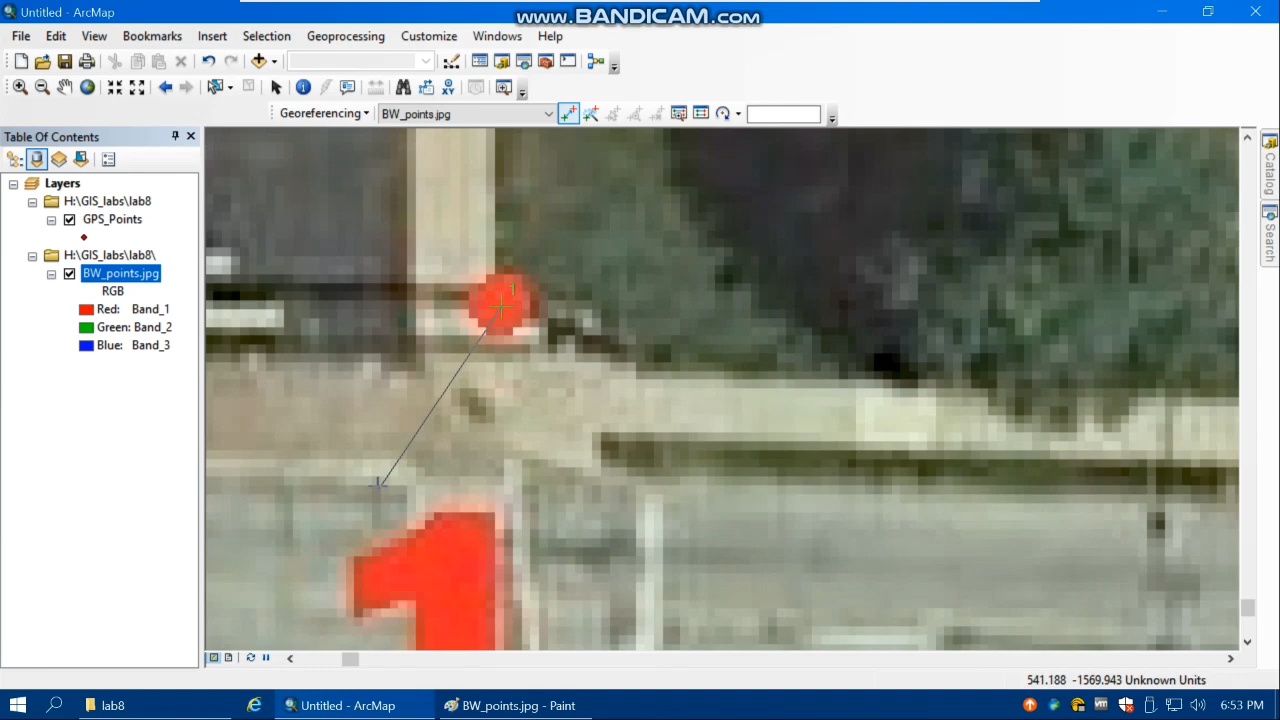 Untitled - ArcMap
www.BANDICAM.com
File Edit View Bookmarks Insert Selection Geoprocessing Customize Windows Help
Georeferencing BW_points.jpg
Table Of Contents
Layers
H:\GIS_labs\lab8
GPS_Points
H:\GIS_labs\lab8\
BW_points.jpg
RGB
Red: Band_1
Green: Band_2
Blue: Band_3
1
1
Catalog
Search
541.188 -1569.943 Unknown Units
lab8 Untitled - ArcMap BW_points.jpg - Paint 6:53 PM